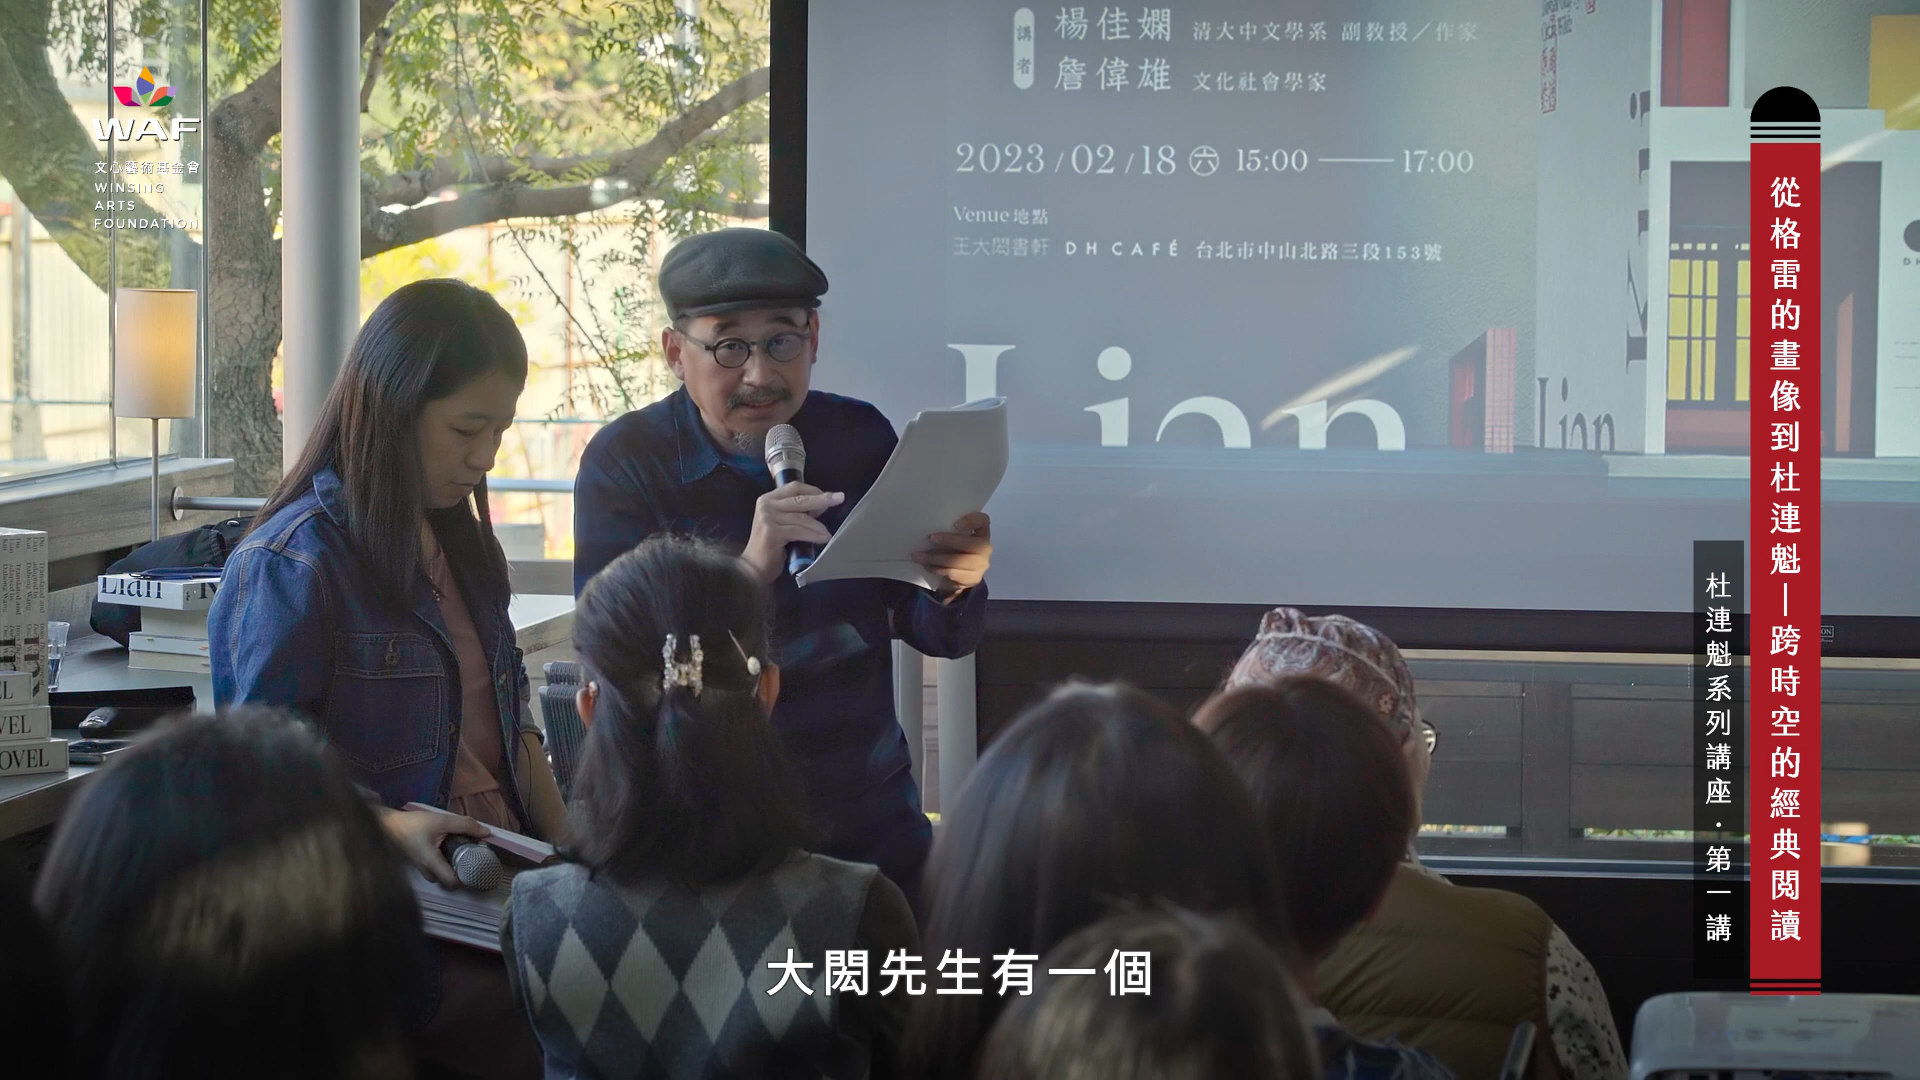 WAF
文心藝術基金會
WINSING
ARTS
FOUNDATION
講者
楊佳嫻 清大中文學系 副教授／作家
詹偉雄 文化社會學家
2023/02/18 ㊅ 15:00 —— 17:00
Venue地點
王大閎書軒 DH CAFÉ 台北市中山北路三段153號
Lian
Lian
從格雷的畫像到杜連魁—跨時空的經典閱讀
杜連魁系列講座·第一講
Lian
VEL
OVEL
大閎先生有一個